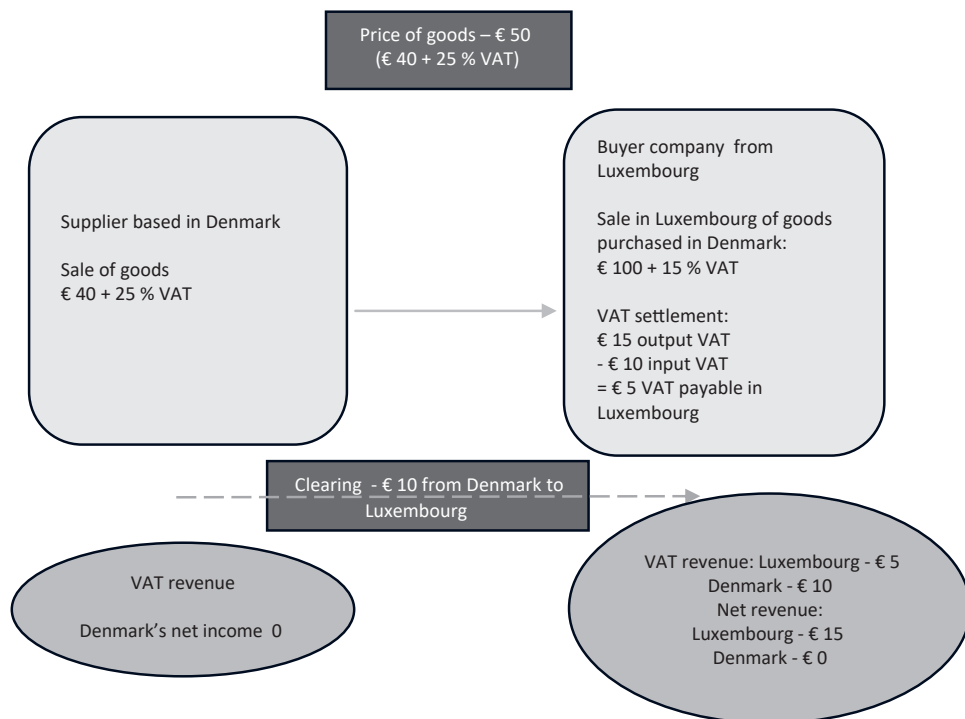 Price of goods – € 50
(€ 40 + 25 % VAT)
Supplier based in Denmark
Sale of goods
€ 40 + 25 % VAT
Buyer company from
Luxembourg
Sale in Luxembourg of goods
purchased in Denmark:
€ 100 + 15 % VAT
VAT settlement:
€ 15 output VAT
- € 10 input VAT
= € 5 VAT payable in
Luxembourg
Clearing - € 10 from Denmark to
Luxembourg
VAT revenue
Denmark’s net income 0
VAT revenue: Luxembourg - € 5
Denmark - € 10
Net revenue:
Luxembourg - € 15
Denmark - € 0